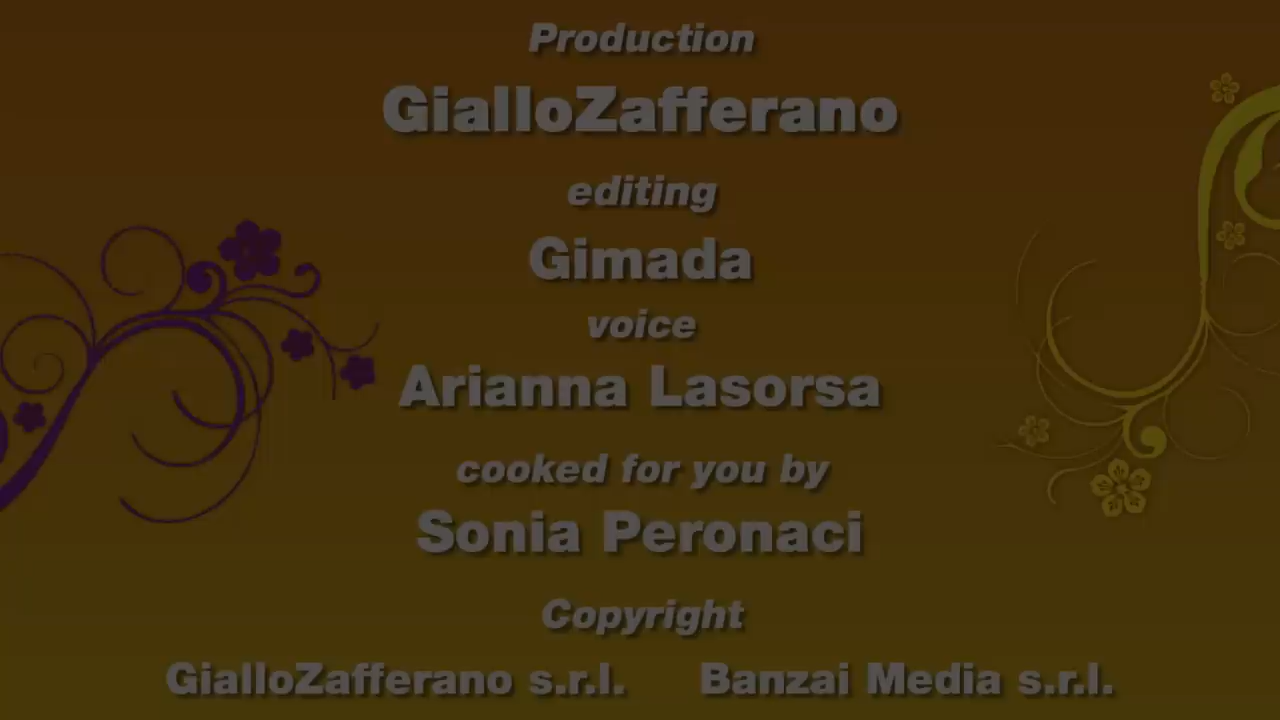 Production
GialloZafferano
editing
Gimada
voice
Arianna Lasorsa
cooked for you by
Sonia Peronaci
Copyright
GialloZafferano s.r.l. Banzai Media s.r.l.